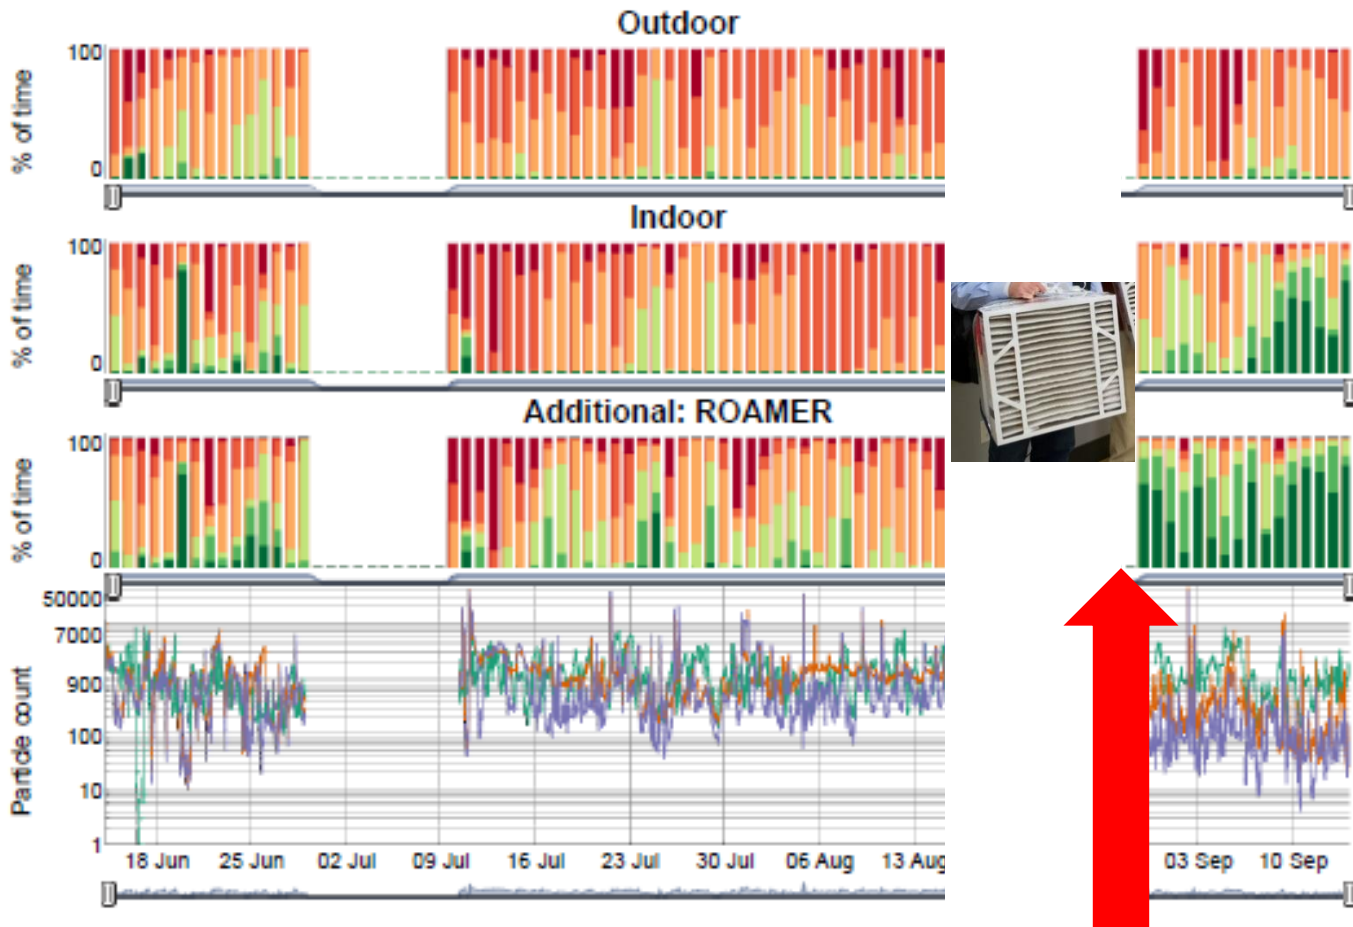 Outdoor
% of time
100
0
Indoor
% of time
100
0
Additional: ROAMER
% of time
100
0
Particle count
50000
7000
900
100
10
1
18 Jun 25 Jun 02 Jul 09 Jul 16 Jul 23 Jul 30 Jul 06 Aug 13 Aug 03 Sep 10 Sep